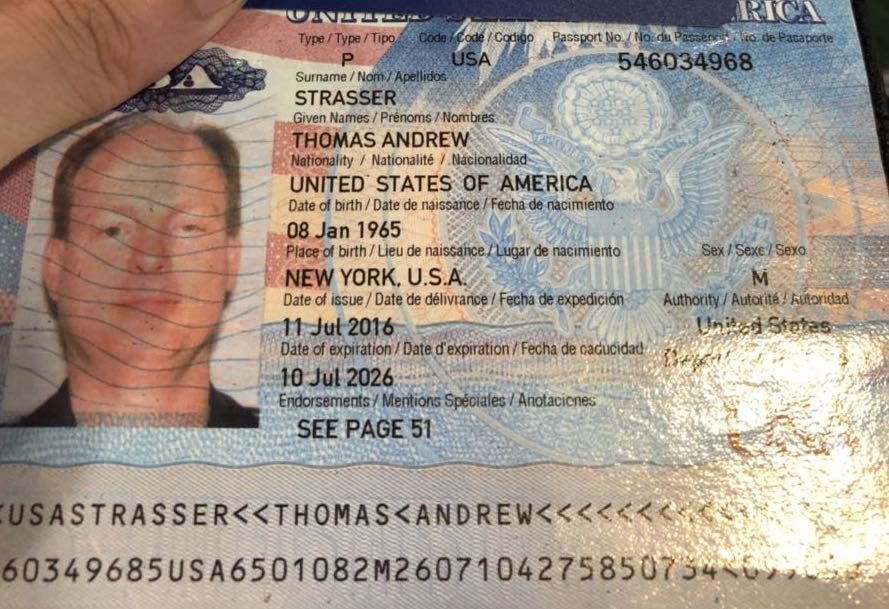 UNITED
Type / Type / Tipo Code / Code / Codigo Passport No. / No. du Passeport / No. de Pasaporte
P USA 546034968
Surname / Nom / Apellidos
STRASSER
Given Names / Prénoms / Nombres
THOMAS ANDREW
Nationality / Nationalité / Nacionalidad
UNITED STATES OF AMERICA
Date of birth / Date de naissance / Fecha de nacimiento
08 Jan 1965
Place of birth / Lieu de naissance / Lugar de nacimiento Sex / Sexe / Sexo
NEW YORK, U.S.A. M
Date of issue / Date de délivrance / Fecha de expedición Authority / Autorité / Autoridad
11 Jul 2016 United States
Date of expiration / Date d'expiration / Fecha de caducidad
10 Jul 2026
Endorsements / Mentions Spéciales / Anotaciones
SEE PAGE 51
<USASTRASSER<<THOMAS<ANDREW<<<<<<<<<
60349685USA6501082M2607104275850734<